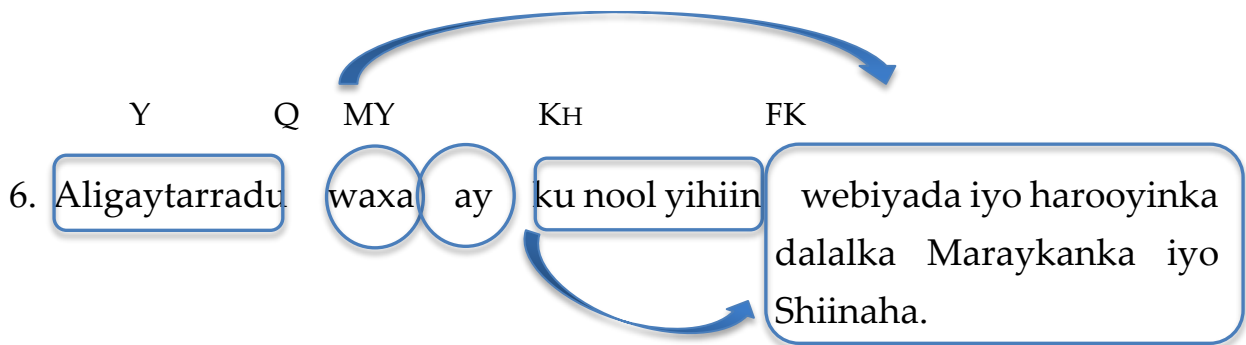 Y Q MY KH FK
6. Aligaytarradu waxa ay ku nool yihiin webiyada iyo harooyinka
dalalka Maraykanka iyo
Shiinaha.